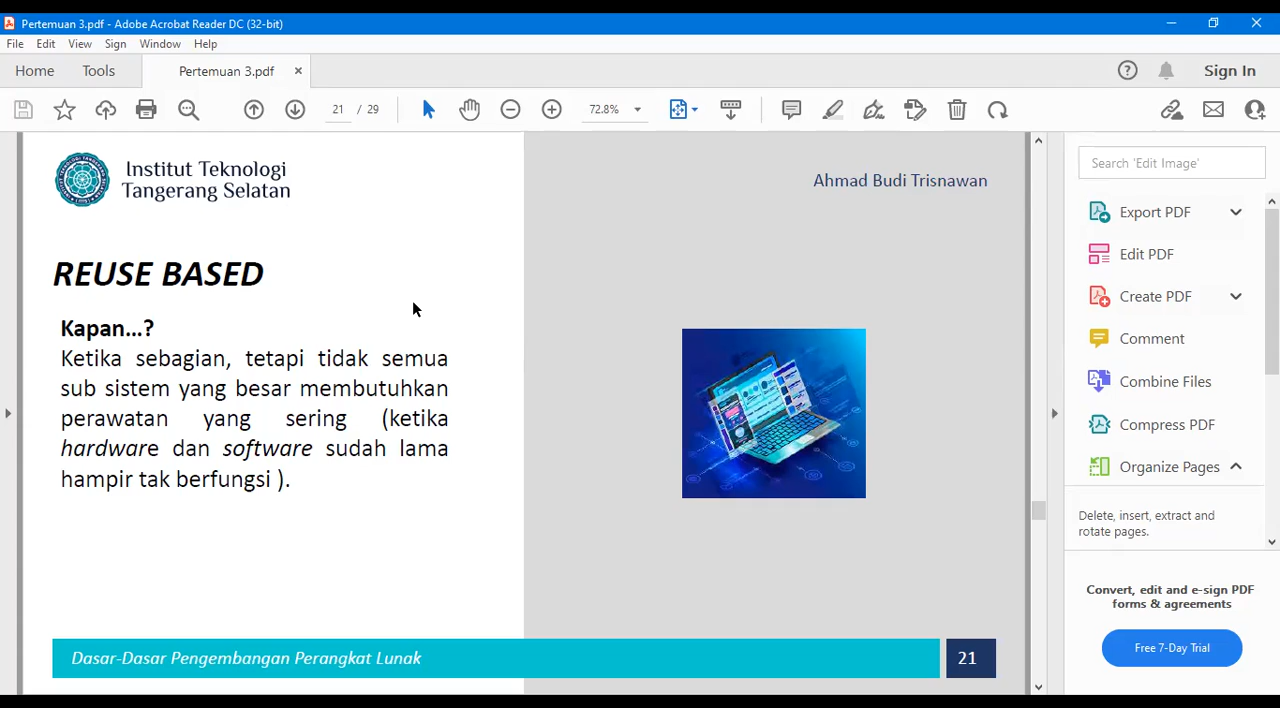 Pertemuan 3.pdf - Adobe Acrobat Reader DC (32-bit)
File Edit View Sign Window Help
Home Tools Pertemuan 3.pdf × Sign In
21 / 29 72.8%
Institut Teknologi
Tangerang Selatan
Ahmad Budi Trisnawan
REUSE BASED
Kapan...?
Ketika sebagian, tetapi tidak semua
sub sistem yang besar membutuhkan
perawatan yang sering (ketika
hardware dan software sudah lama
hampir tak berfungsi ).
Dasar-Dasar Pengembangan Perangkat Lunak
21
Search 'Edit Image'
Export PDF
Edit PDF
Create PDF
Comment
Combine Files
Compress PDF
Organize Pages
Delete, insert, extract and
rotate pages.
Convert, edit and e-sign PDF
forms & agreements
Free 7-Day Trial